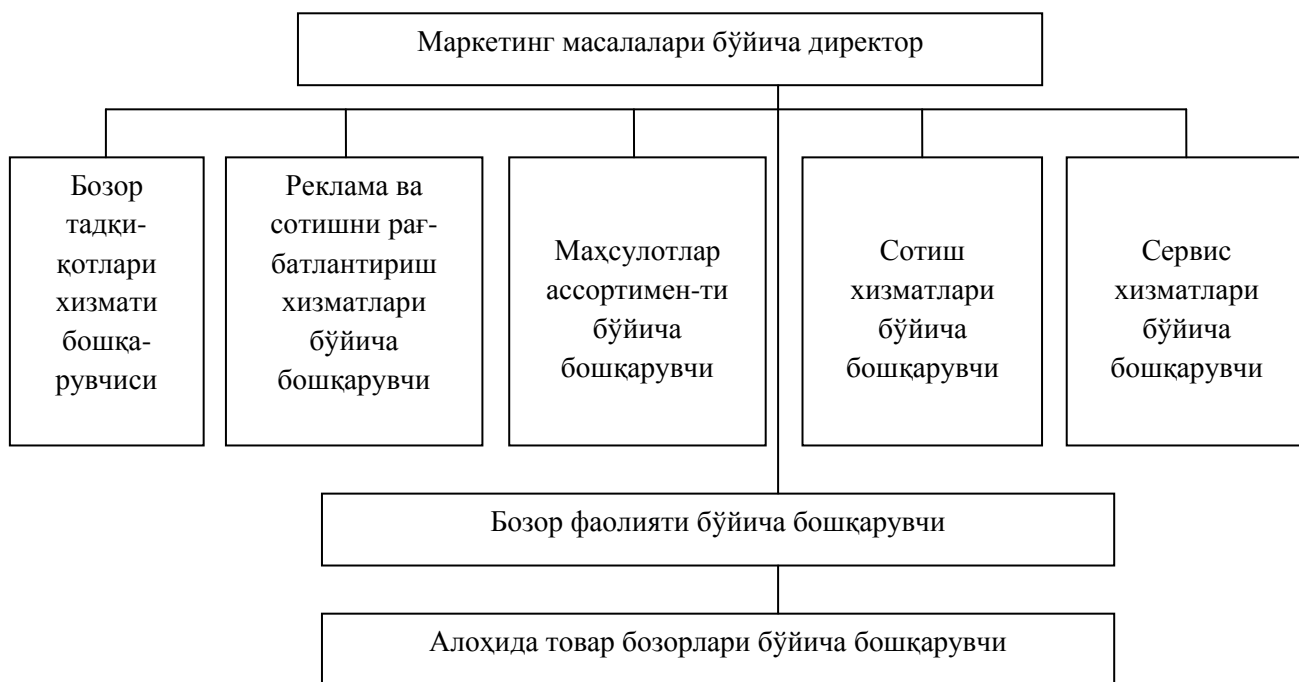 Маркетинг масалалари бўйича директор
Бозор
тадқи-
қотлари
хизмати
бошқа-
рувчиси
Реклама ва
сотишни рағ-
батлантириш
хизматлари
бўйича
бошқарувчи
Маҳсулотлар
ассортимен-ти
бўйича
бошқарувчи
Сотиш
хизматлари
бўйича
бошқарувчи
Сервис
хизматлари
бўйича
бошқарувчи
Бозор фаолияти бўйича бошқарувчи
Алоҳида товар бозорлари бўйича бошқарувчи